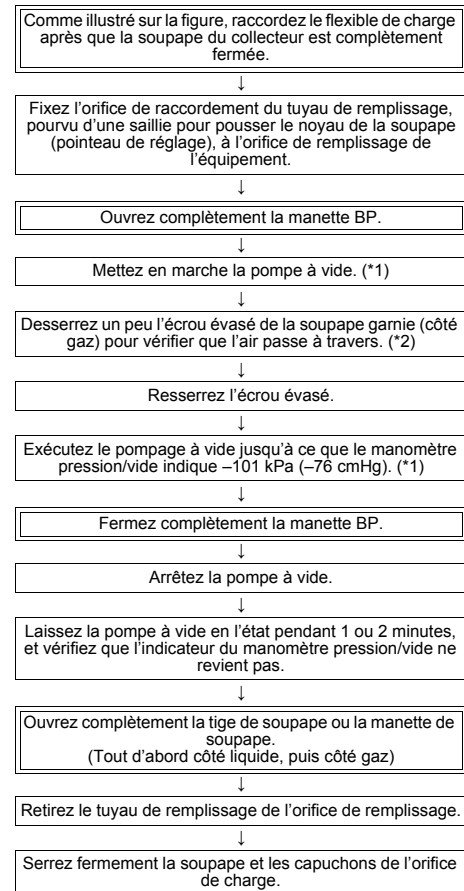 Comme illustré sur la figure, raccordez le flexible de charge
après que la soupape du collecteur est complètement
fermée.
↓
Fixez l'orifice de raccordement du tuyau de remplissage,
pourvu d'une saillie pour pousser le noyau de la soupape
(pointeau de réglage), à l'orifice de remplissage de
l'équipement.
↓
Ouvrez complètement la manette BP.
↓
Mettez en marche la pompe à vide. (*1)
↓
Desserrez un peu l'écrou évasé de la soupape garnie (côté
gaz) pour vérifier que l'air passe à travers. (*2)
↓
Resserrez l'écrou évasé.
↓
Exécutez le pompage à vide jusqu'à ce que le manomètre
pression/vide indique –101 kPa (–76 cmHg). (*1)
↓
Fermez complètement la manette BP.
↓
Arrêtez la pompe à vide.
↓
Laissez la pompe à vide en l'état pendant 1 ou 2 minutes,
et vérifiez que l'indicateur du manomètre pression/vide ne
revient pas.
↓
Ouvrez complètement la tige de soupape ou la manette de
soupape.
(Tout d'abord côté liquide, puis côté gaz)
↓
Retirez le tuyau de remplissage de l'orifice de remplissage.
↓
Serrez fermement la soupape et les capuchons de l'orifice
de charge.